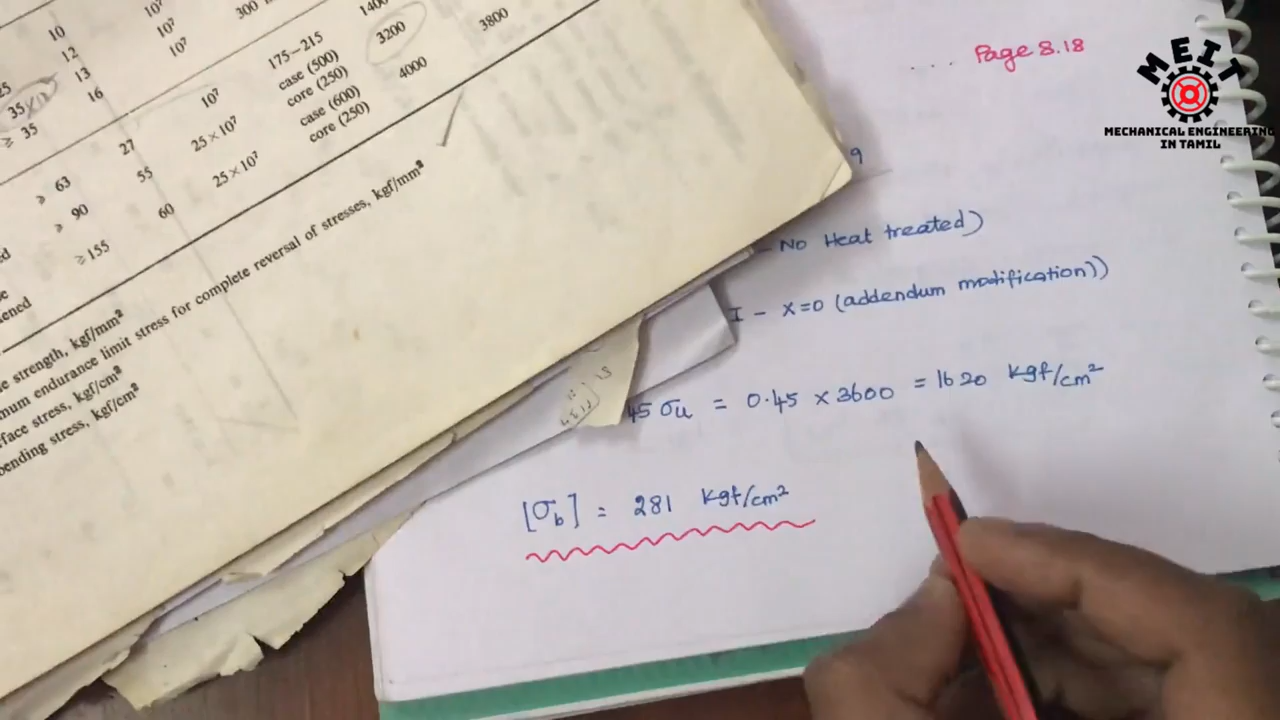 10 10⁷ 300
12 10⁷ 1400
13 10⁷ 175–215 3200 3800
35
16 case (500)
≥ 35 core (250) 4000
27 10⁷ case (600)
≥ 63 55 25×10⁷ core (250)
≥ 90 60 25×10⁷
≥155
strength, kgf/mm²
endurance limit stress for complete reversal of stresses, kgf/mm²
stress, kgf/cm²
bending stress, kgf/cm²
.... Page 8.18
9
- No Heat treated)
I - X=0 (addendum modification))
45 σu = 0.45 × 3600 = 1620 kgf/cm²
[σb] = 281 kgf/cm²
MEIT
MECHANICAL ENGINEERING
IN TAMIL